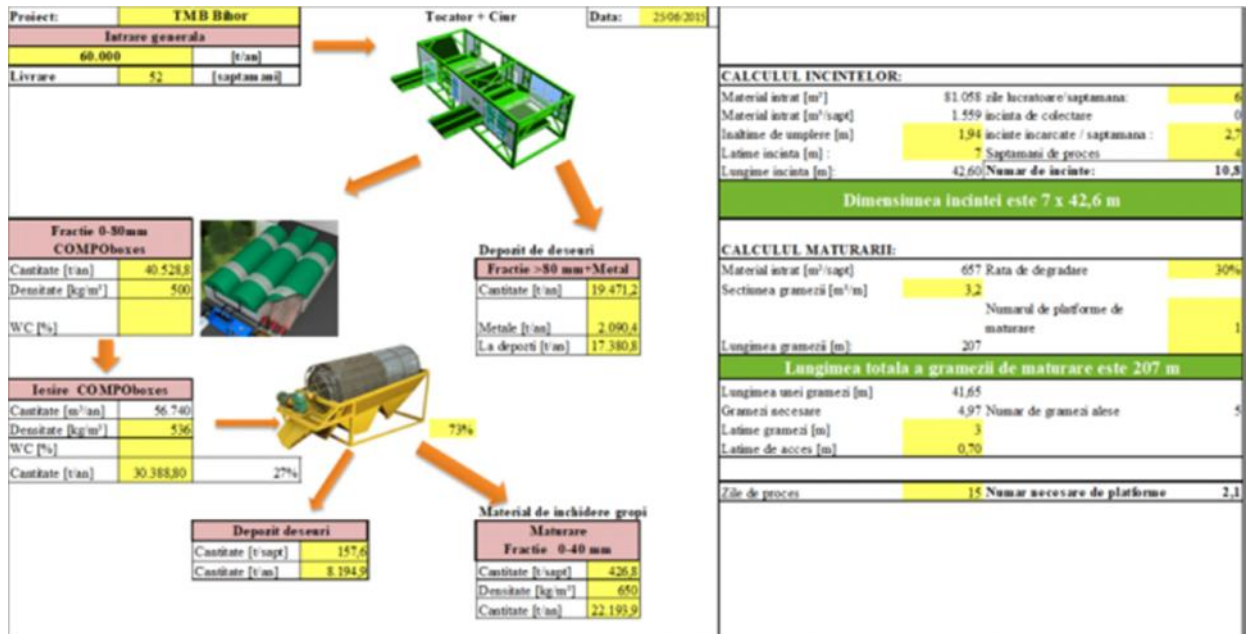 Proiect: TMB Bihor
Intrare generala
60.000 [t/an]
Livrare 52 [saptamani]
Tocator + Ciur
Data: 25/06/2015
Fractie 0-80mm
COMPOboxes
Cantitate [t/an] 40.528,8
Densitate [kg/m³] 500
WC [%]
Depozit de deseuri
Fractie >80 mm+Metal
Cantitate [t/an] 19.471,2
Metale [t/an] 2.090,4
La depozti [t/an] 17.380,8
Iesire COMPOboxes
Cantitate [m³/an] 56.740
Densitate [kg/m³] 536
WC [%]
Cantitate [t/an] 30.388,80 27%
73%
Depozit deseuri
Cantitate [t/sapt] 157,6
Cantitate [t/an] 8.194,9
Material de inchidere gropi
Maturare
Fractie 0-40 mm
Cantitate [t/sapt] 426,8
Densitate [kg/m³] 650
Cantitate [t/an] 22.193,9
CALCULUL INCINTELOR:
Material intrat [m³] 81.058 zile lucratoare/saptamana: 6
Material intrat [m³/sapt] 1.559 incinta de colectare 0
Inaltime de umplere [m] 1,94 incinte incarcate / saptamana : 2,7
Latime incinta [m] : 7 Saptamani de proces 4
Lungime incinta [m]: 42,60 Numar de incinte: 10,8
Dimensiunea incintei este 7 x 42,6 m
CALCULUL MATURARII:
Material intrat [m³/sapt] 657 Rata de degradare 30%
Sectiunea gramezii [m³/m] 3,2
Numarul de platforme de
maturare 1
Lungimea gramezii [m]: 207
Lungimea totala a gramezii de maturare este 207 m
Lungimea unei gramezi [m] 41,65
Gramezi necesare 4,97 Numar de gramezi alese 5
Latime gramezi [m] 3
Latime de acces [m] 0,70
Zile de proces 15 Numar necesare de platforme 2,1